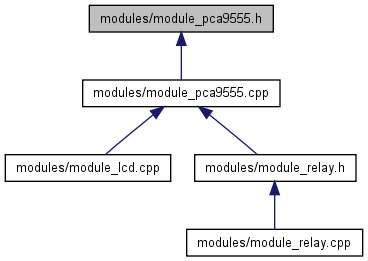 modules/module_pca9555.h
modules/module_pca9555.cpp
modules/module_lcd.cpp
modules/module_relay.h
modules/module_relay.cpp